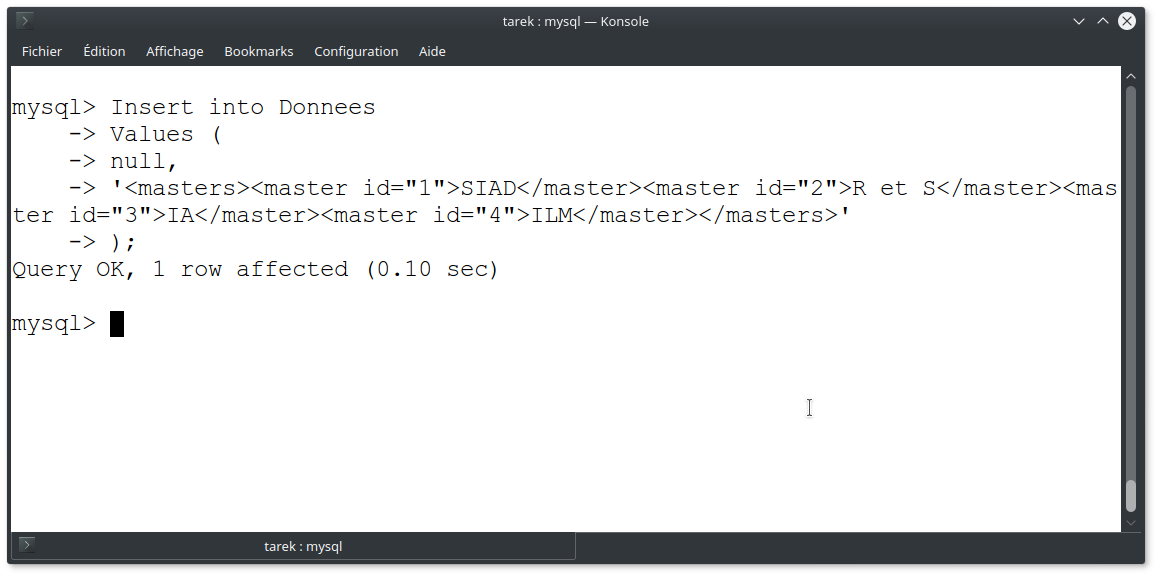 tarek : mysql — Konsole
Fichier Édition Affichage Bookmarks Configuration Aide
mysql> Insert into Donnees
    -> Values (
    -> null,
    -> '<masters><master id="1">SIAD</master><master id="2">R et S</master><mas
ter id="3">IA</master><master id="4">ILM</master></masters>'
    -> );
Query OK, 1 row affected (0.10 sec)
mysql>
tarek : mysql